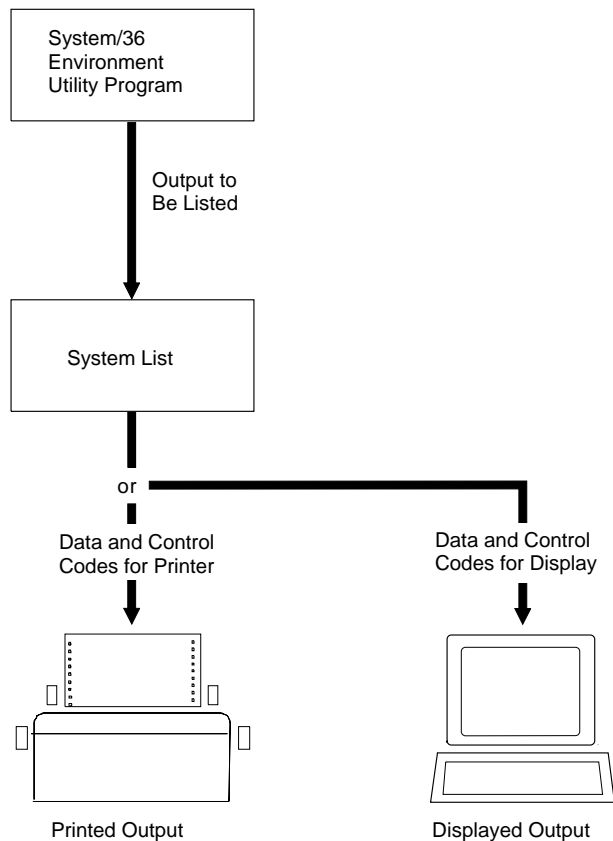 System/36
Environment
Utility Program
Output to
Be Listed
System List
or
Data and Control
Codes for Printer
Data and Control
Codes for Display
Printed Output
Displayed Output